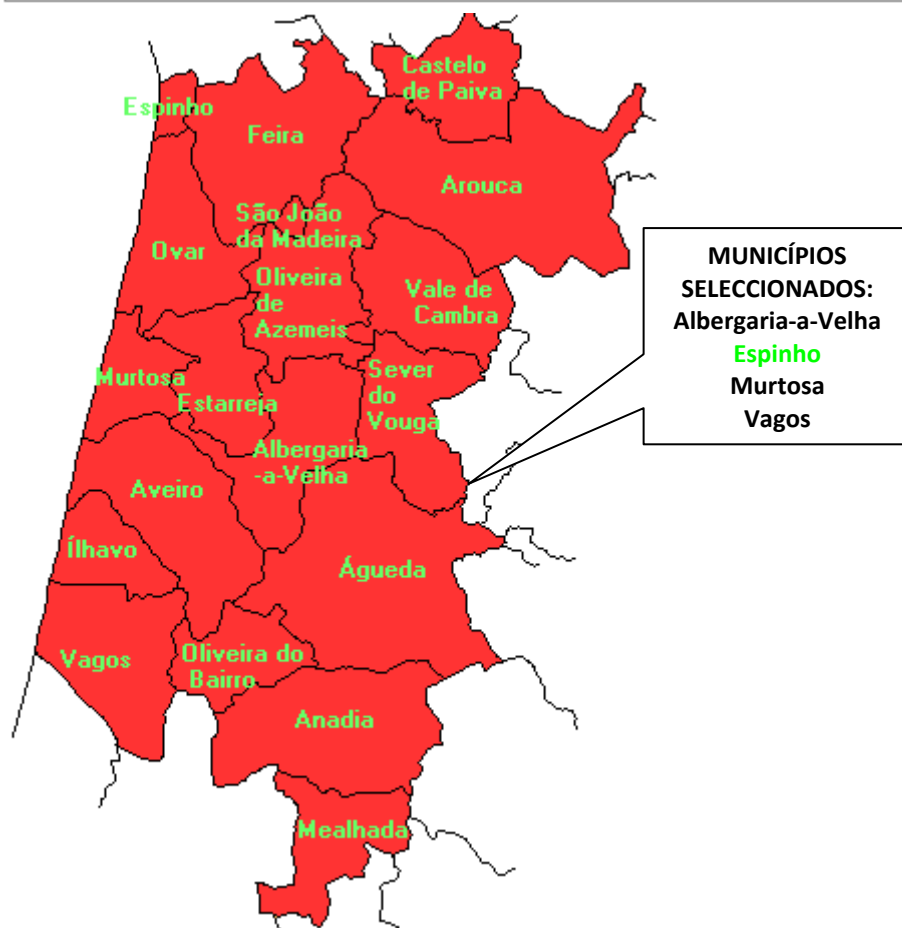 Castelo
de Paiva
Espinho
Feira
Arouca
São João
da Madeira
Ovar
Oliveira
de
Azemeis
Vale de
Cambra
MUNICÍPIOS
SELECCIONADOS:
Albergaria-a-Velha
Espinho
Murtosa
Vagos
Murtosa
Estarreja
Sever
do
Vouga
Albergaria
-a-Velha
Aveiro
Ílhavo
Águeda
Vagos
Oliveira do
Bairro
Anadia
Mealhada